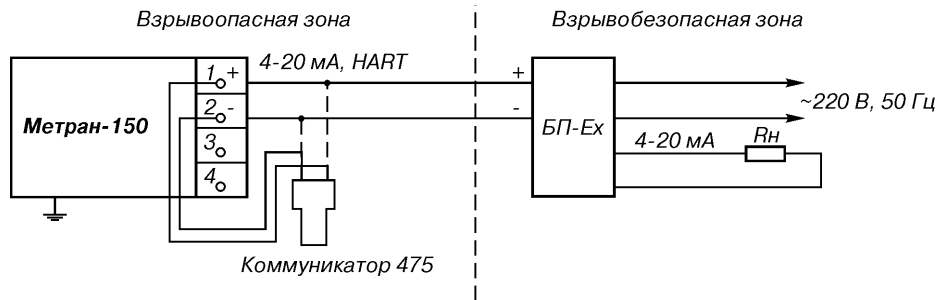 Взрывоопасная зона
Взрывобезопасная зона
4-20 мА, HART
1 +
2 -
3
4
Метран-150
+
-
БП-Ех
~220 В, 50 Гц
4-20 мА
Rн
Коммуникатор 475